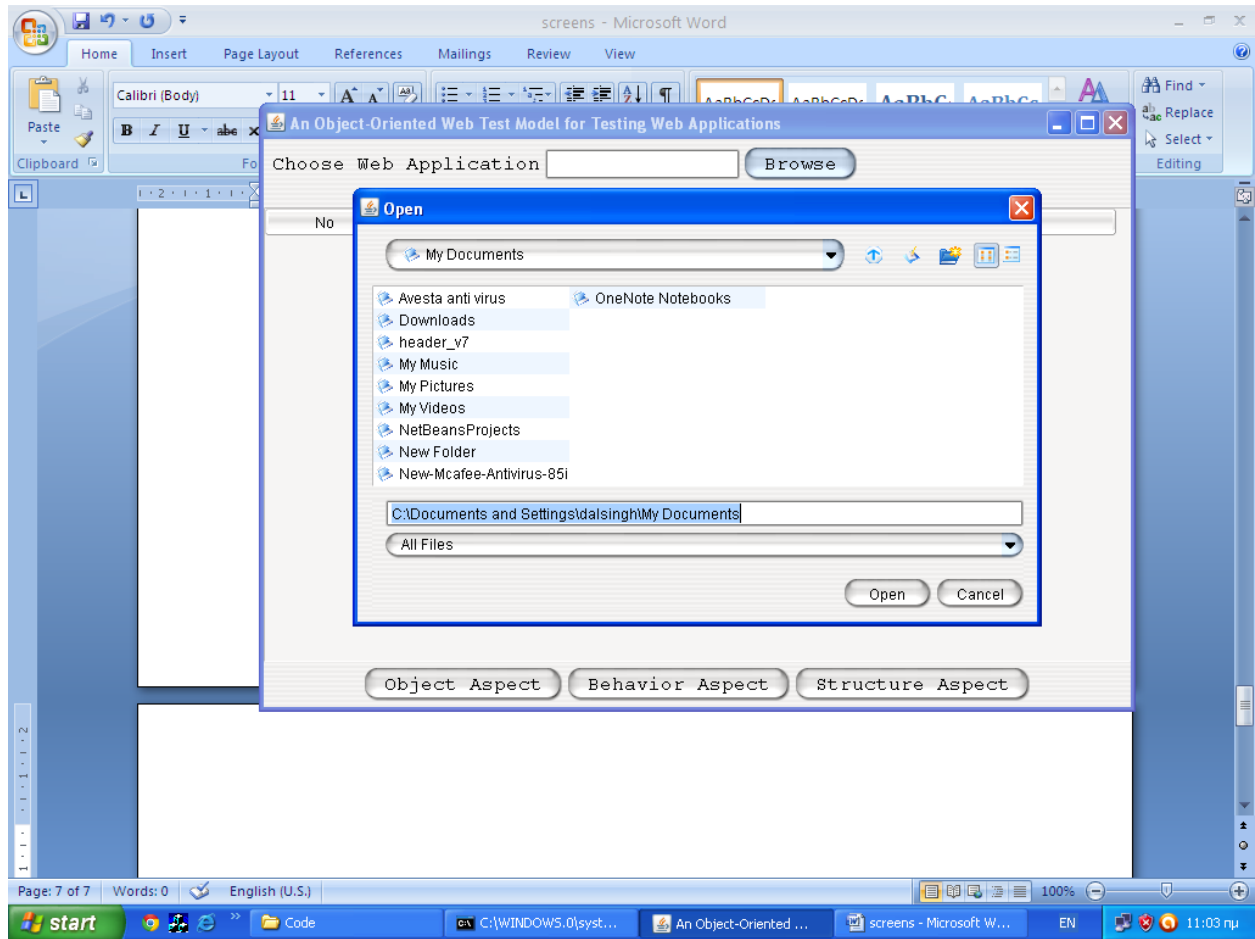 screens - Microsoft Word
Home Insert Page Layout References Mailings Review View
Calibri (Body) 11
Paste
B I U abc
Clipboard
Find
Replace
Select
Editing
An Object-Oriented Web Test Model for Testing Web Applications
Choose Web Application Browse
No
Open
My Documents
Avesta anti virus
Downloads
header_v7
My Music
My Pictures
My Videos
NetBeansProjects
New Folder
New-Mcafee-Antivirus-85i
OneNote Notebooks
C:\Documents and Settings\dalsingh\My Documents
All Files
Open Cancel
Object Aspect Behavior Aspect Structure Aspect
Page: 7 of 7 Words: 0 English (U.S.) 100%
start Code C:\WINDOWS.0\syst... An Object-Oriented ... screens - Microsoft W... EN 11:03 πμ